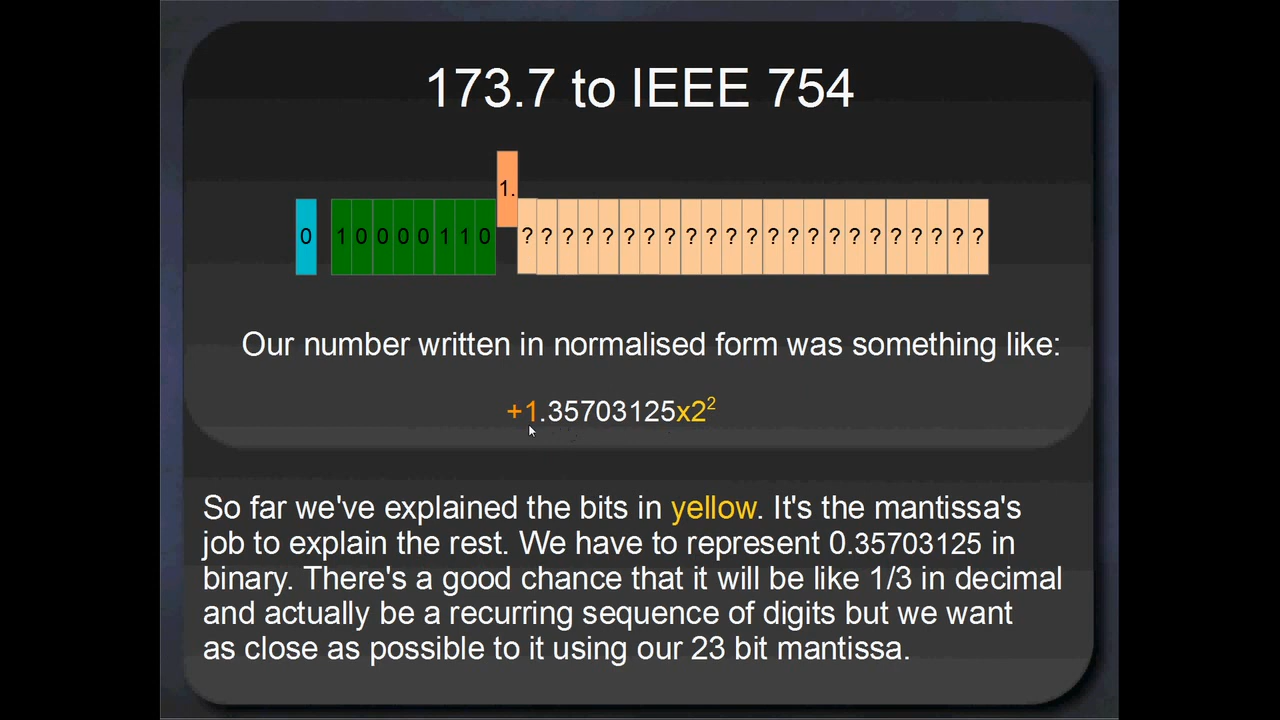 173.7 to IEEE 754
1.
0 1 0 0 0 0 1 1 0 ? ? ? ? ? ? ? ? ? ? ? ? ? ? ? ? ? ? ? ? ? ? ?
Our number written in normalised form was something like:
+1.35703125x2²
So far we've explained the bits in yellow. It's the mantissa's
job to explain the rest. We have to represent 0.35703125 in
binary. There's a good chance that it will be like 1/3 in decimal
and actually be a recurring sequence of digits but we want
as close as possible to it using our 23 bit mantissa.